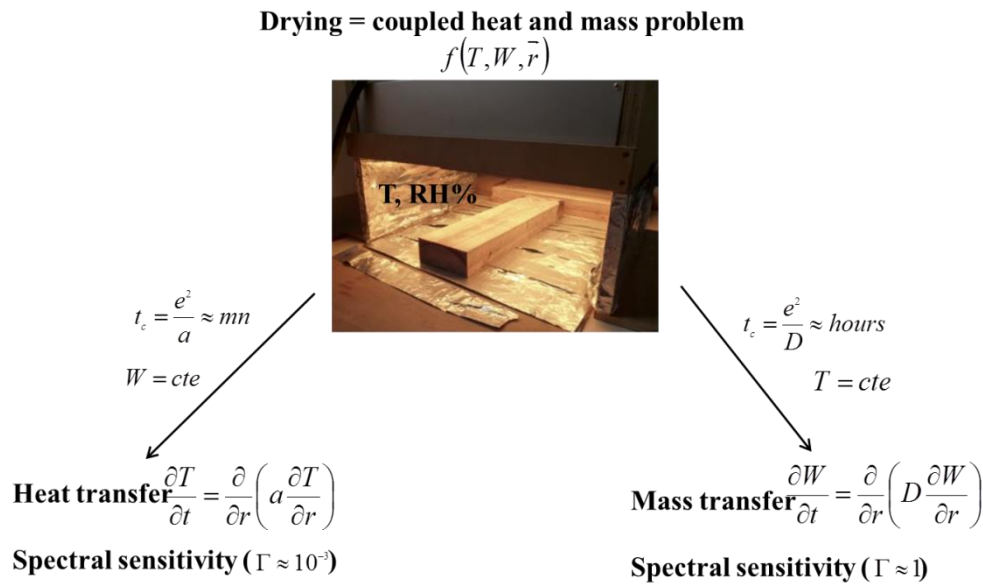 Drying = coupled heat and mass problem
f(T,W,r̄)
T, RH%
t_c = e²/a ≈ mn
W = cte
t_c = e²/D ≈ hours
T = cte
Heat transfer ∂T/∂t = ∂/∂r (a ∂T/∂r)
Spectral sensitivity ( Γ ≈ 10⁻³)
Mass transfer ∂W/∂t = ∂/∂r (D ∂W/∂r)
Spectral sensitivity ( Γ ≈ 1)